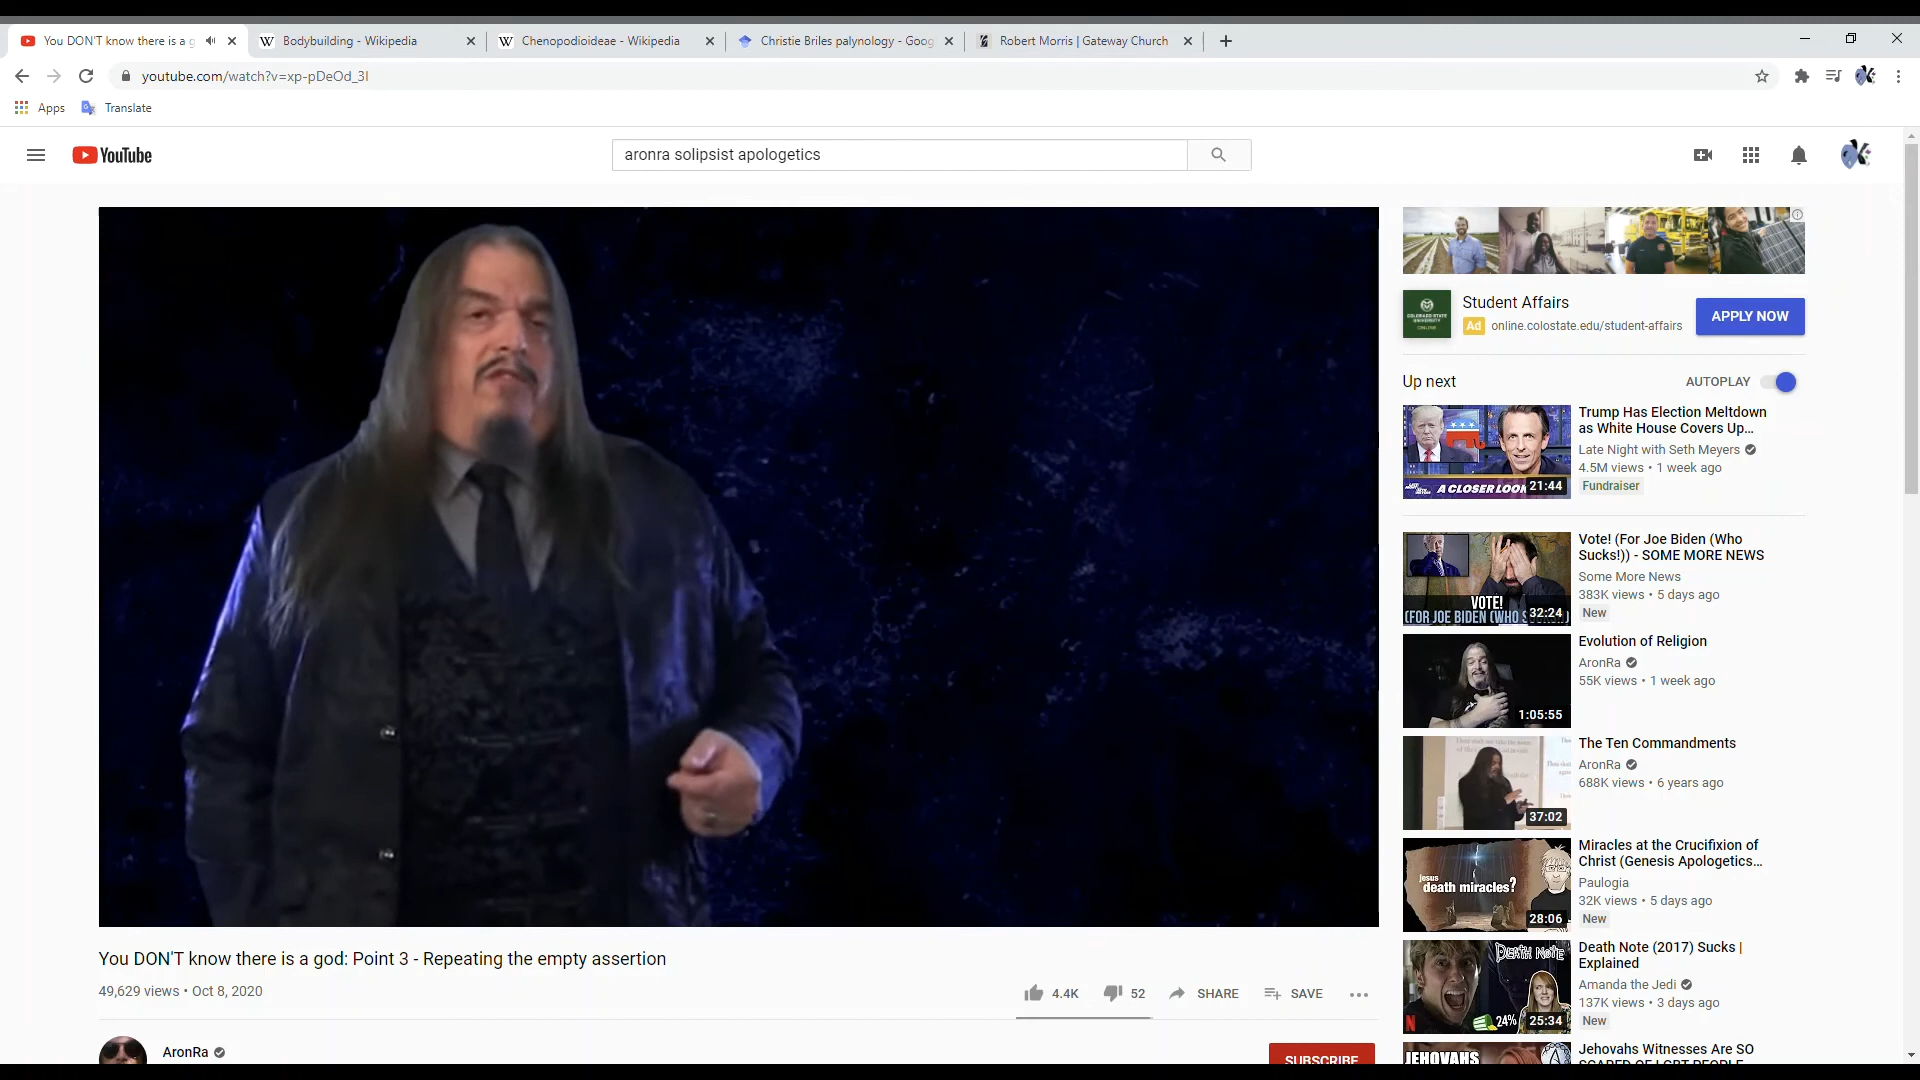 You DON'T know there is a g
Bodybuilding - Wikipedia
Chenopodioideae - Wikipedia
Christie Briles palynology - Goog
Robert Morris | Gateway Church
youtube.com/watch?v=xp-pDeOd_3I
Apps
Translate
YouTube
aronra solipsist apologetics
Student Affairs
Ad online.colostate.edu/student-affairs
APPLY NOW
Up next
AUTOPLAY
Trump Has Election Meltdown
as White House Covers Up...
Late Night with Seth Meyers
4.5M views • 1 week ago
Fundraiser
A CLOSER LOOK
21:44
Vote! (For Joe Biden (Who
Sucks!)) - SOME MORE NEWS
Some More News
383K views • 5 days ago
New
VOTE!
(FOR JOE BIDEN (WHO S
32:24
Evolution of Religion
AronRa
55K views • 1 week ago
1:05:55
The Ten Commandments
AronRa
688K views • 6 years ago
37:02
Miracles at the Crucifixion of
Christ (Genesis Apologetics...
Paulogia
32K views • 5 days ago
New
jesus
death miracles?
28:06
Death Note (2017) Sucks |
Explained
Amanda the Jedi
137K views • 3 days ago
New
DEATH NOTE
24%
25:34
Jehovahs Witnesses Are SO
SCARED OF LGBT PEOPLE
JEHOVAHS
You DON'T know there is a god: Point 3 - Repeating the empty assertion
49,629 views • Oct 8, 2020
4.4K
52
SHARE
SAVE
AronRa
SUBSCRIBE